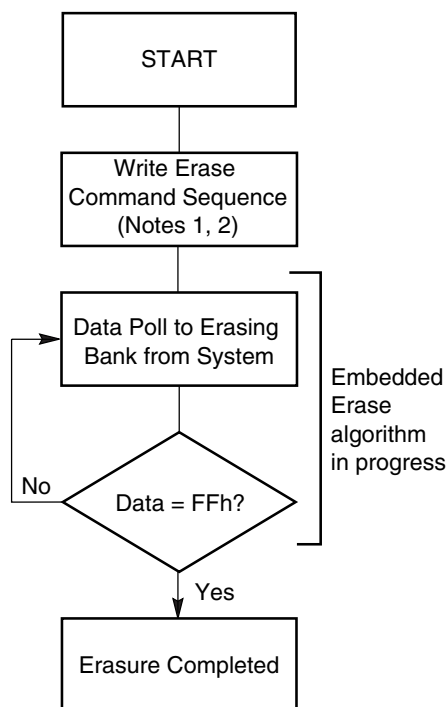 START
Write Erase
Command Sequence
(Notes 1, 2)
Data Poll to Erasing
Bank from System
Embedded
Erase
algorithm
in progress
No
Data = FFh?
Yes
Erasure Completed